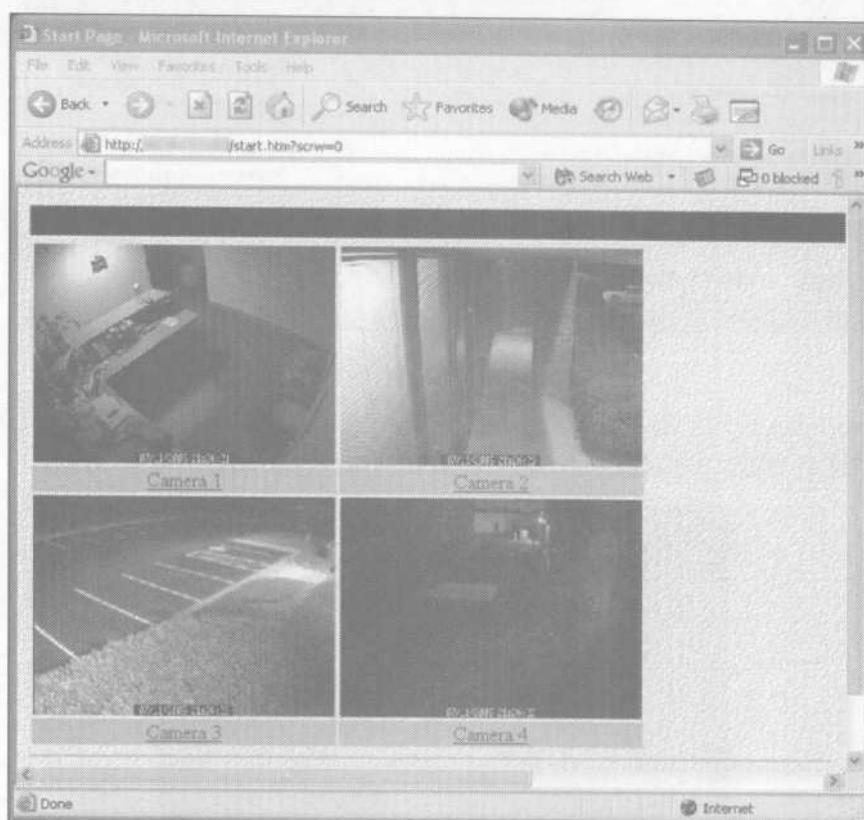 Start Page - Microsoft Internet Explorer
File Edit View Favorites Tools Help
Back Search Favorites Media
Address http:/ /start.htm?scrw=0 Go Links »
Google Search Web 0 blocked »
Camera 1 Camera 2
Camera 3 Camera 4
Done Internet